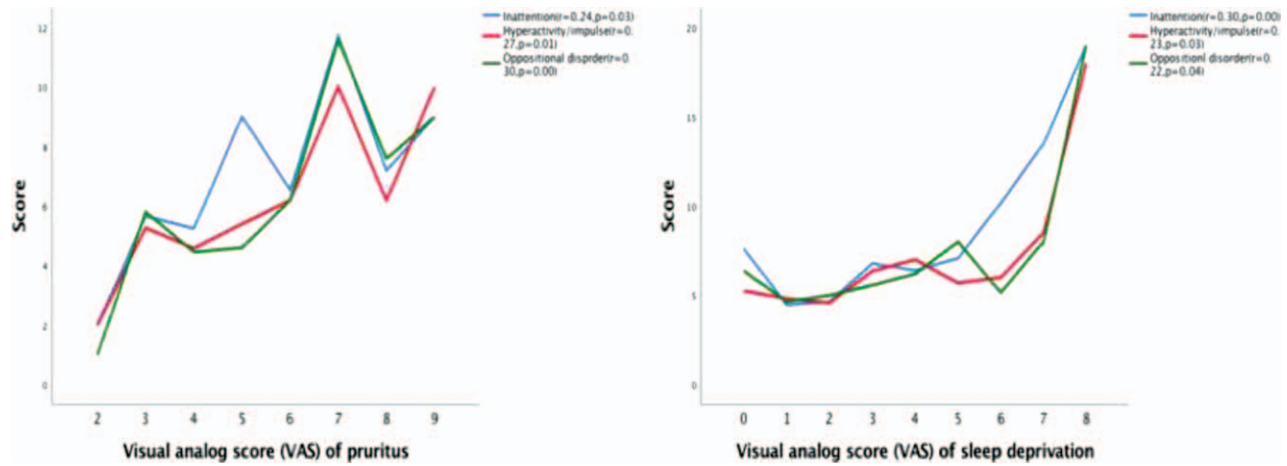 Inattention(r=0.24,p=0.03)
Hyperactivity/impulse(r=0.
27,p=0.01)
Oppositional disprder(r=0.
30,p=0.00)
12
10
8
6
4
2
0
Score
2 3 4 5 6 7 8 9
Visual analog score (VAS) of pruritus
Inattention(r=0.30,p=0.00)
Hyperactivity/impulse(r=0.
23,p=0.03)
Oppositionl disorder(r=0.
22,p=0.04)
20
15
10
5
0
Score
0 1 2 3 4 5 6 7 8
Visual analog score (VAS) of sleep deprivation